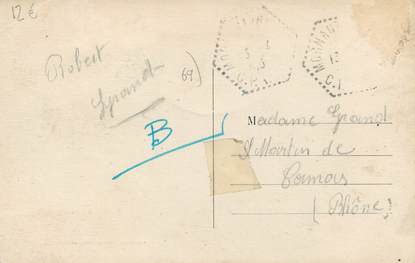 12€
Robert
Grand
69)
B
Madame Grand
St Martin de
Cornas
(Rhône)